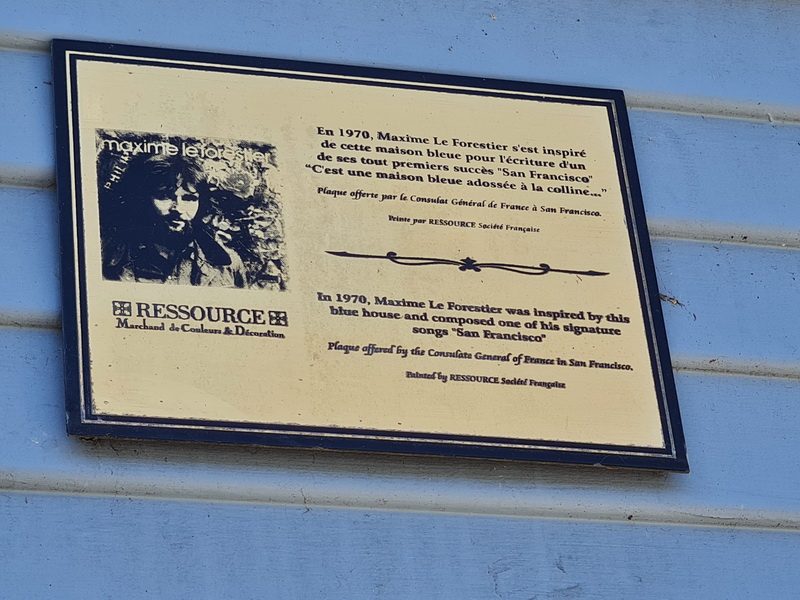 maxime le forestier
RESSOURCE
Marchand de Couleurs & Décoration
En 1970, Maxime Le Forestier s'est inspiré
de cette maison bleue pour l'écriture d'un
de ses tout premiers succès "San Francisco"
"C'est une maison bleue adossée à la colline..."
Plaque offerte par le Consulat Général de France à San Francisco.
Peinte par RESSOURCE Société Française
In 1970, Maxime Le Forestier was inspired by this
blue house and composed one of his signature
songs "San Francisco"
Plaque offered by the Consulate General of France in San Francisco.
Painted by RESSOURCE Société Française